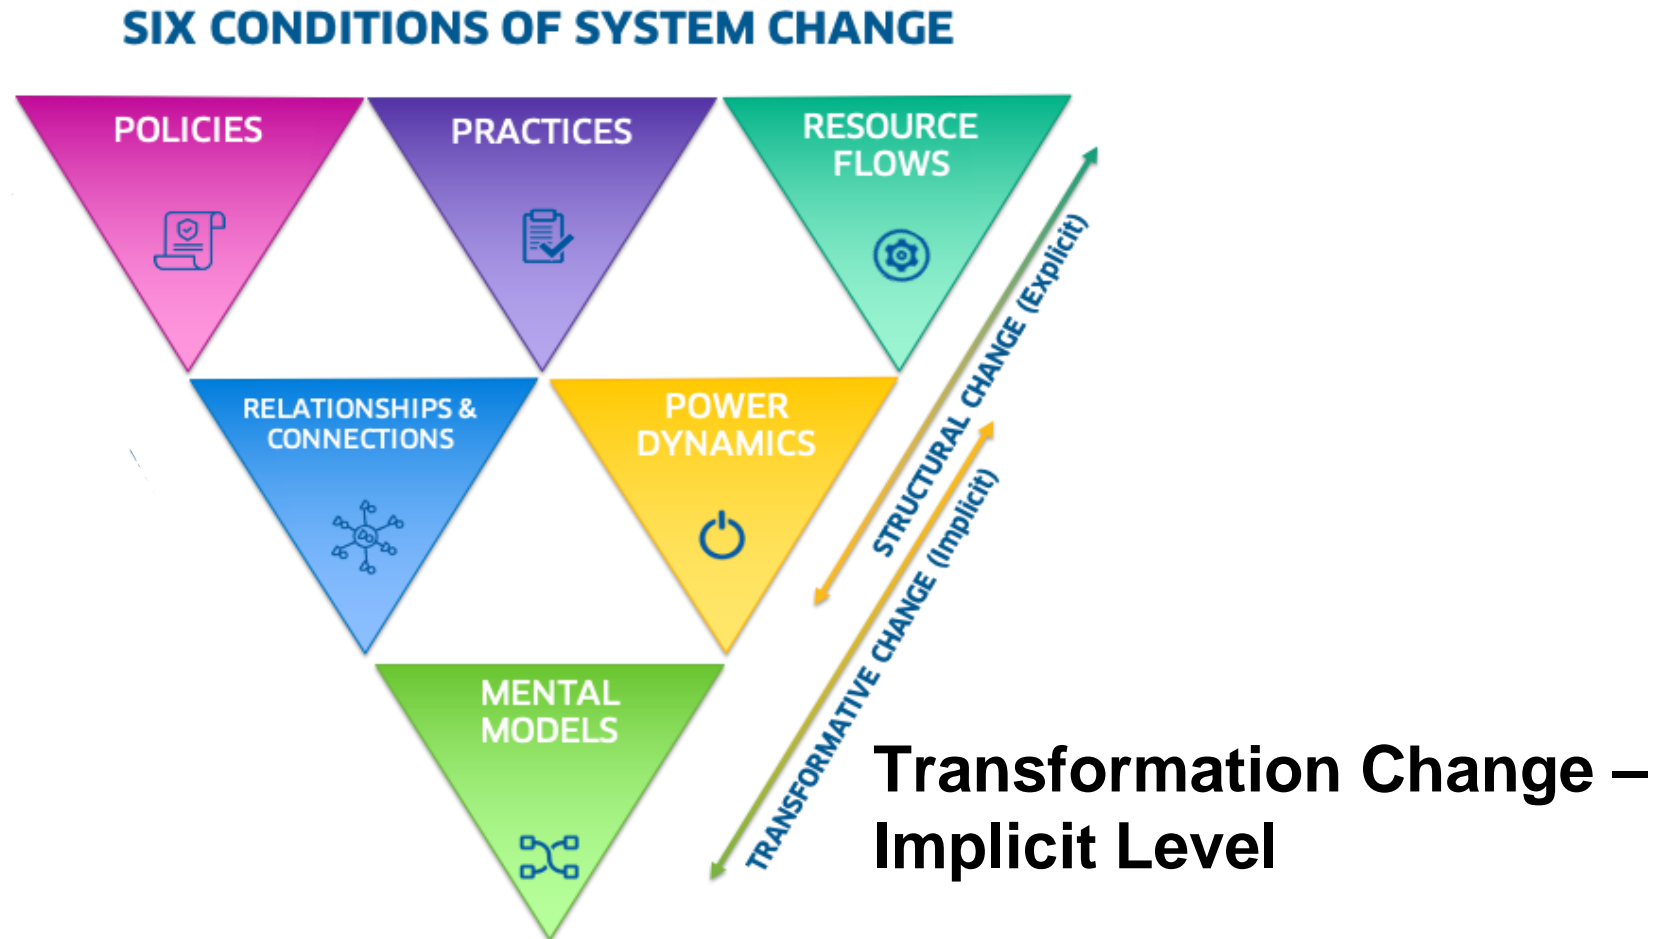 SIX CONDITIONS OF SYSTEM CHANGE
POLICIES
PRACTICES
RESOURCE
FLOWS
STRUCTURAL CHANGE (Explicit)
RELATIONSHIPS &
CONNECTIONS
POWER
DYNAMICS
TRANSFORMATIVE CHANGE (Implicit)
MENTAL
MODELS
Transformation Change –
Implicit Level